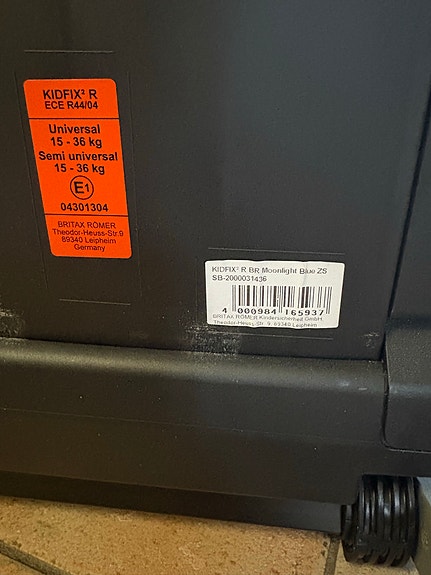 KIDFIX² R
ECE R44/04
Universal
15 - 36 kg
Semi universal
15 - 36 kg
E1
04301304
BRITAX RÖMER
Theodor-Heuss-Str.9
89340 Leipheim
Germany
KIDFIX² R BR Moonlight Blue ZS
SB-2000031436
4 000984 165937
BRITAX RÖMER Kindersicherheit GmbH,
Theodor-Heuss-Str. 9, 89340 Leipheim